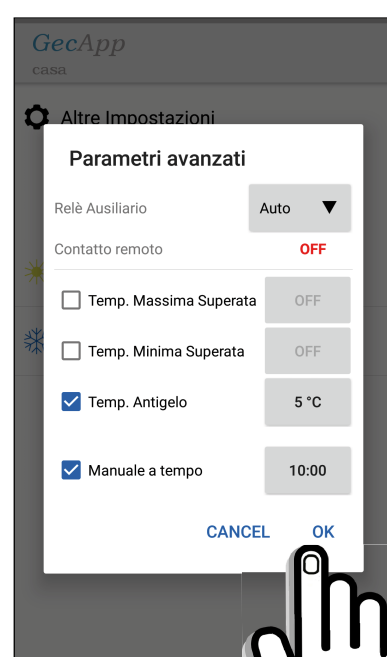 GecApp
casa
Altre Impostazioni
Parametri avanzati
Relè Ausiliario Auto ▼
Contatto remoto OFF
Temp. Massima Superata OFF
Temp. Minima Superata OFF
Temp. Antigelo 5 °C
Manuale a tempo 10:00
CANCEL OK